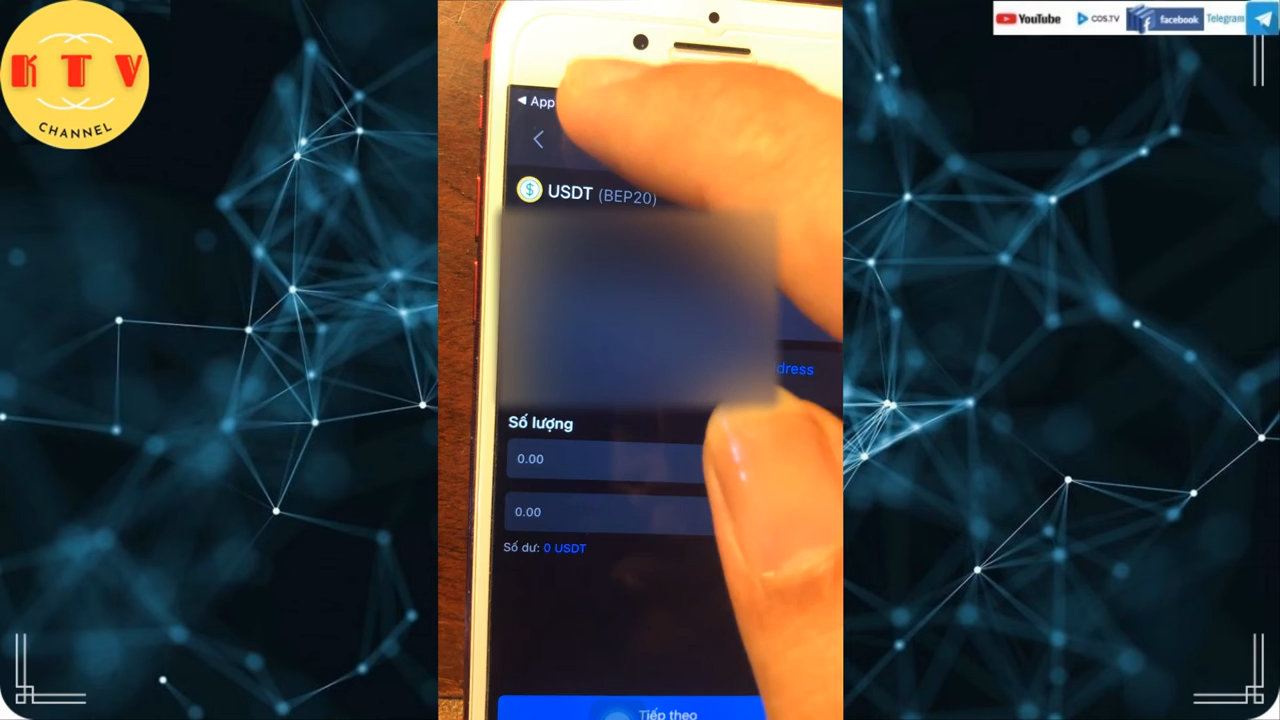 K T V
CHANNEL
YouTube
COS.TV
facebook
Telegram
App
USDT (BEP20)
dress
Số lượng
0.00
0.00
Số dư: 0 USDT
Tiếp theo